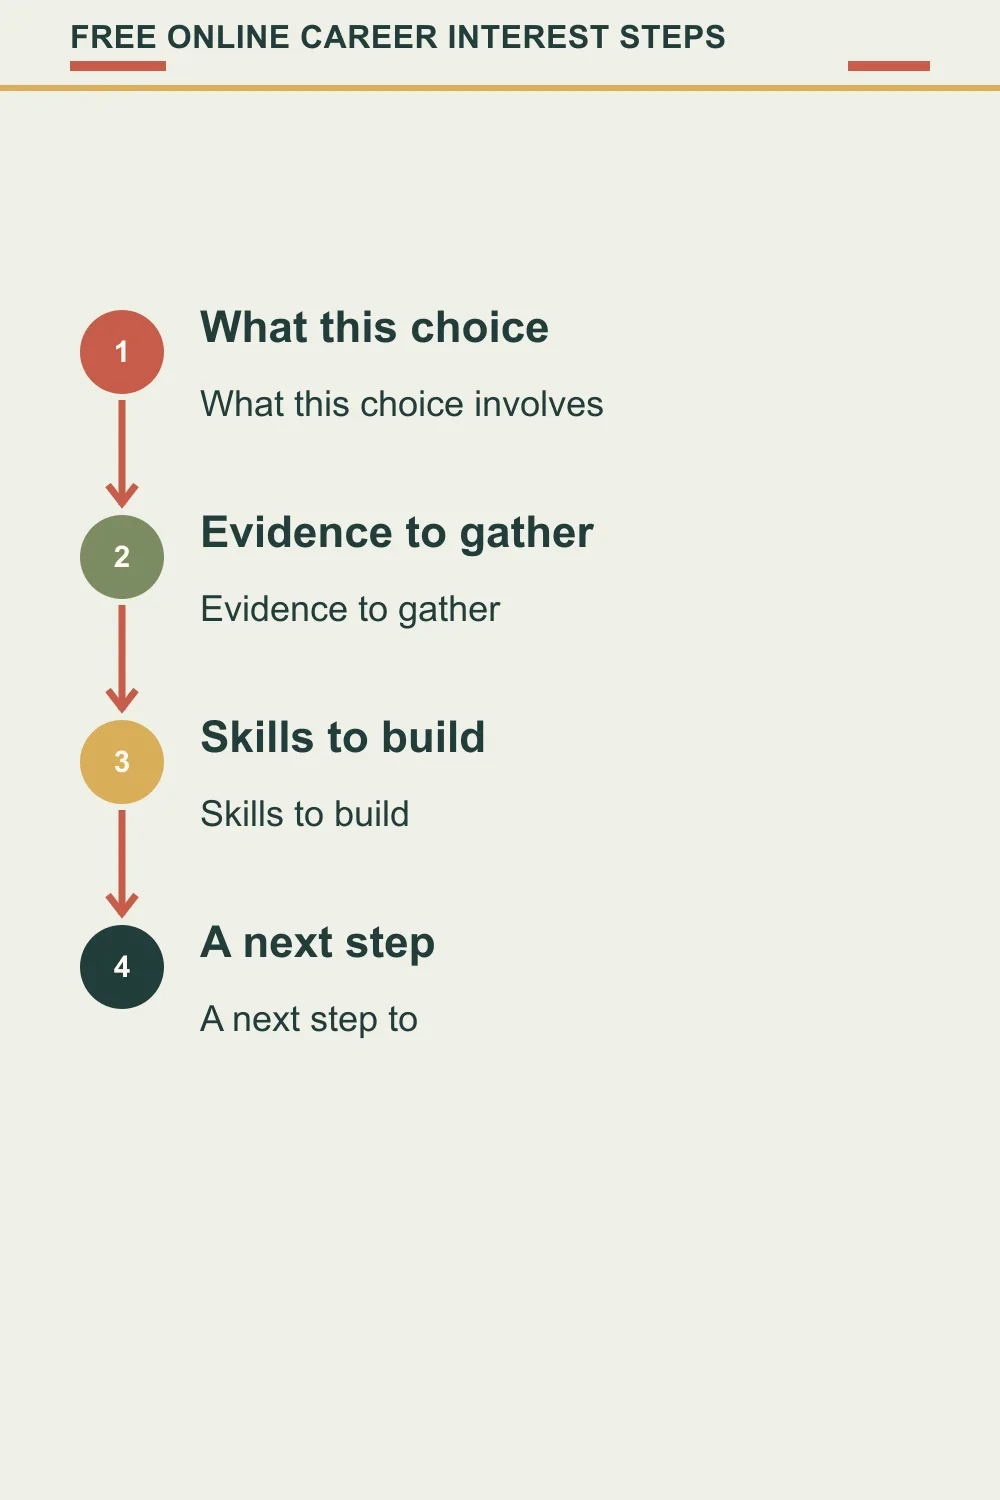 FREE ONLINE CAREER INTEREST STEPS
1
What this choice
What this choice involves
2
Evidence to gather
Evidence to gather
3
Skills to build
Skills to build
4
A next step
A next step to